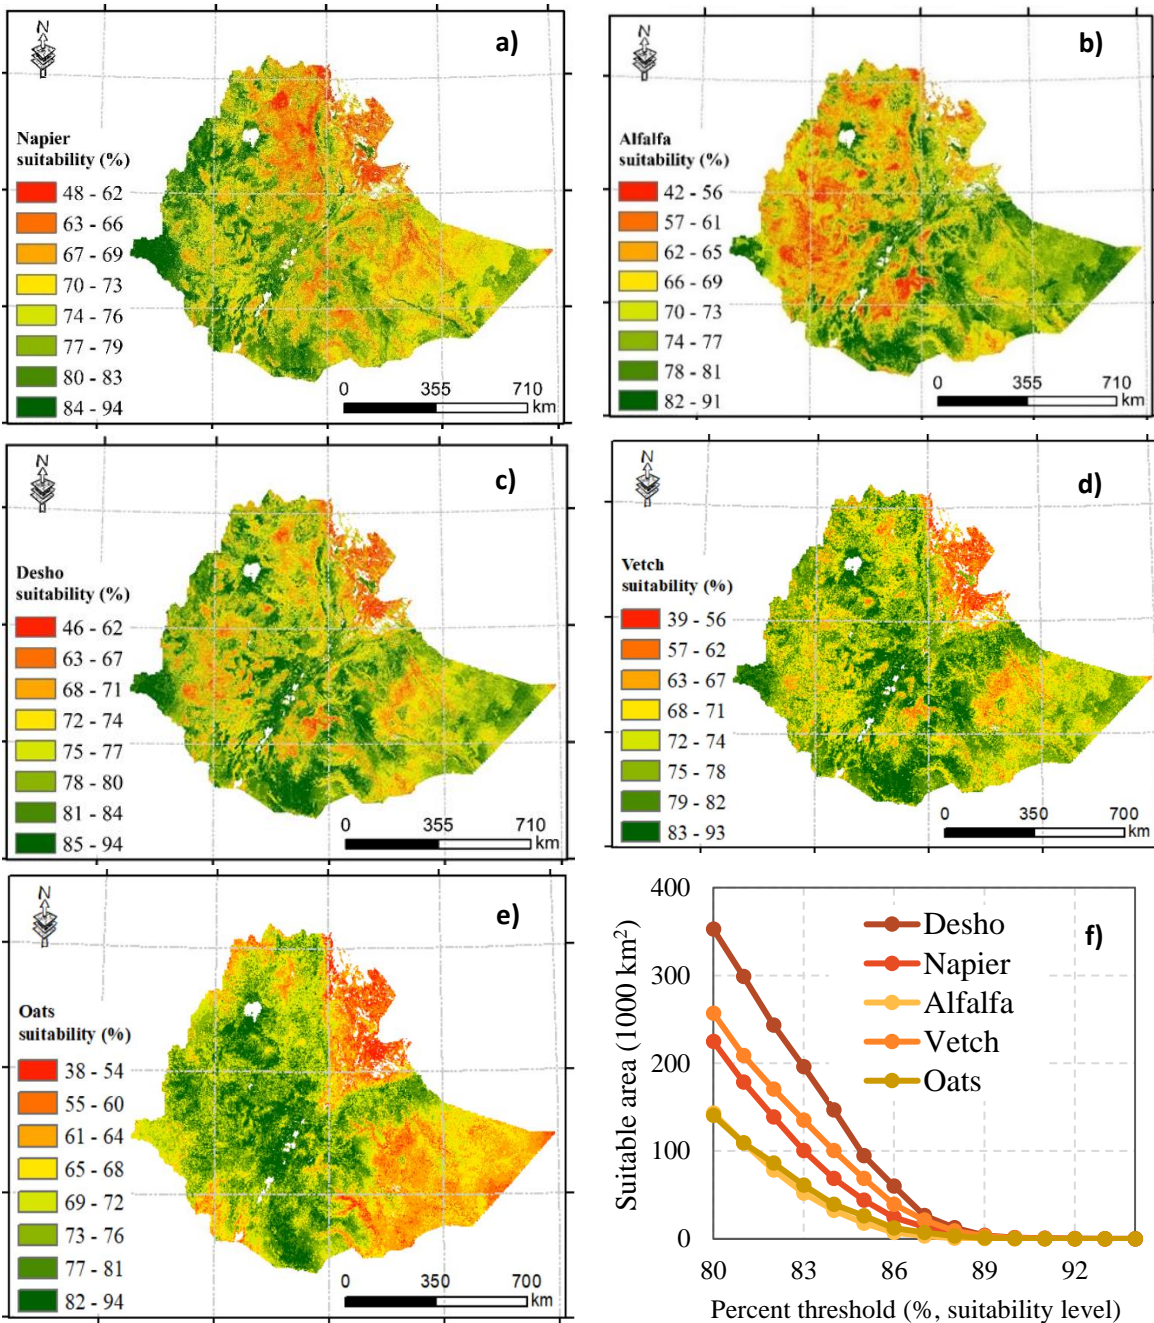 N
a)
Napier
suitability (%)
48 - 62
63 - 66
67 - 69
70 - 73
74 - 76
77 - 79
80 - 83
84 - 94
0 355 710
km
N
b)
Alfalfa
suitability (%)
42 - 56
57 - 61
62 - 65
66 - 69
70 - 73
74 - 77
78 - 81
82 - 91
0 355 710
km
N
c)
Desho
suitability (%)
46 - 62
63 - 67
68 - 71
72 - 74
75 - 77
78 - 80
81 - 84
85 - 94
0 355 710
km
N
d)
Vetch
suitability (%)
39 - 56
57 - 62
63 - 67
68 - 71
72 - 74
75 - 78
79 - 82
83 - 93
0 350 700
km
N
e)
Oats
suitability (%)
38 - 54
55 - 60
61 - 64
65 - 68
69 - 72
73 - 76
77 - 81
82 - 94
0 350 700
km
f)
Suitable area (1000 km²)
400
300
200
100
0
Desho
Napier
Alfalfa
Vetch
Oats
80 83 86 89 92
Percent threshold (%, suitability level)